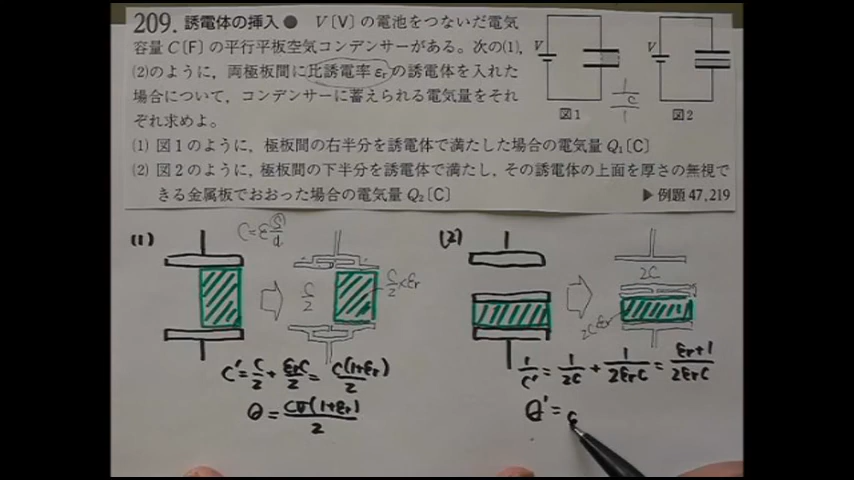 209. 誘電体の挿入● V〔V〕の電池をつないだ電気
容量 C〔F〕の平行平板空気コンデンサーがある。次の(1),
(2)のように，両極板間に比誘電率 εr の誘電体を入れた
場合について，コンデンサーに蓄えられる電気量をそれ
ぞれ求めよ。
V
図1
V
図2
(1) 図1のように，極板間の右半分を誘電体で満たした場合の電気量 Q₁〔C〕
(2) 図2のように，極板間の下半分を誘電体で満たし，その誘電体の上面を厚さの無視で
きる金属板でおおった場合の電気量 Q₂〔C〕
▶ 例題 47,219
(1)
C=εS/d
C/2
C/2×εr
C'=C/2+εrC/2=C(1+εr)/2
Q=CV(1+εr)/2
(2)
2C
2Cεr
1/C'=1/2C+1/2εrC=εr+1/2εrC
Q'=